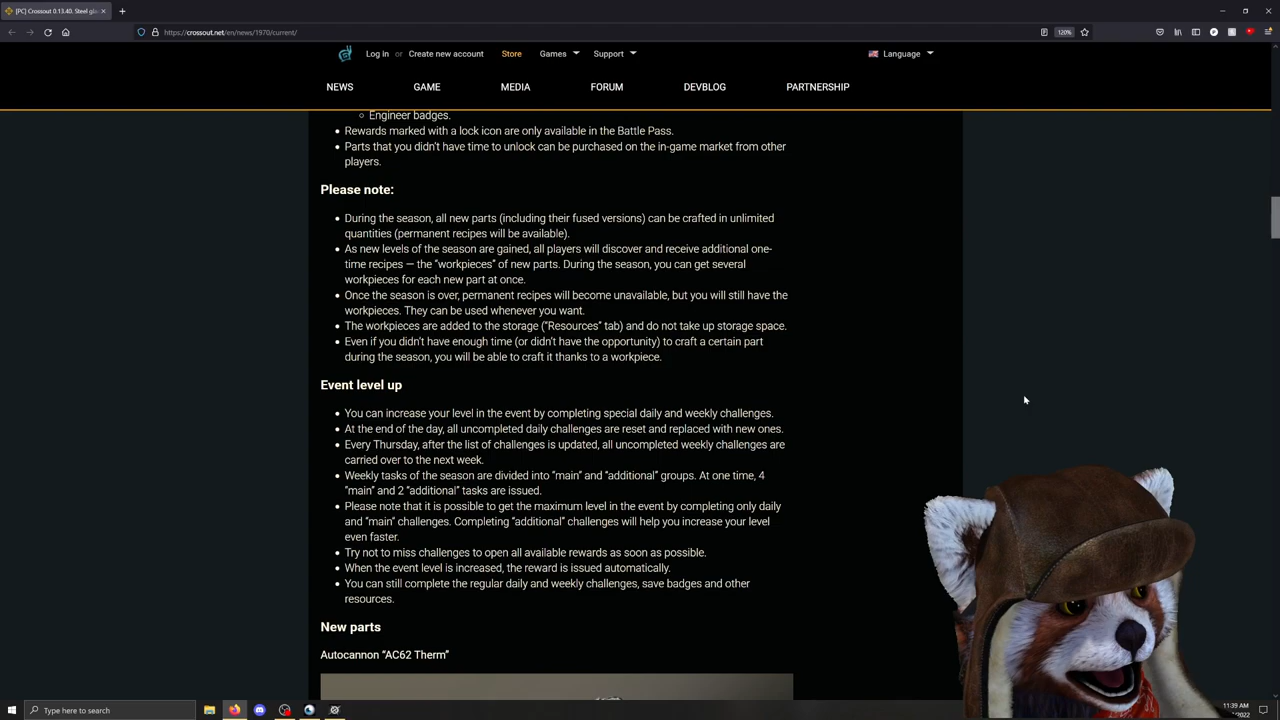 [PC] Crossout 0.13.40. Steel gla
https://crossout.net/en/news/1970/current/
120%
Log in or Create new account Store Games Support Language
NEWS GAME MEDIA FORUM DEVBLOG PARTNERSHIP
Engineer badges.
Rewards marked with a lock icon are only available in the Battle Pass.
Parts that you didn't have time to unlock can be purchased on the in-game market from other
players.
Please note:
During the season, all new parts (including their fused versions) can be crafted in unlimited
quantities (permanent recipes will be available).
As new levels of the season are gained, all players will discover and receive additional one-
time recipes — the “workpieces” of new parts. During the season, you can get several
workpieces for each new part at once.
Once the season is over, permanent recipes will become unavailable, but you will still have the
workpieces. They can be used whenever you want.
The workpieces are added to the storage (“Resources” tab) and do not take up storage space.
Even if you didn't have enough time (or didn't have the opportunity) to craft a certain part
during the season, you will be able to craft it thanks to a workpiece.
Event level up
You can increase your level in the event by completing special daily and weekly challenges.
At the end of the day, all uncompleted daily challenges are reset and replaced with new ones.
Every Thursday, after the list of challenges is updated, all uncompleted weekly challenges are
carried over to the next week.
Weekly tasks of the season are divided into “main” and “additional” groups. At one time, 4
“main” and 2 “additional” tasks are issued.
Please note that it is possible to get the maximum level in the event by completing only daily
and “main” challenges. Completing “additional” challenges will help you increase your level
even faster.
Try not to miss challenges to open all available rewards as soon as possible.
When the event level is increased, the reward is issued automatically.
You can still complete the regular daily and weekly challenges, save badges and other
resources.
New parts
Autocannon “AC62 Therm”
Type here to search
11:39 AM
/2022